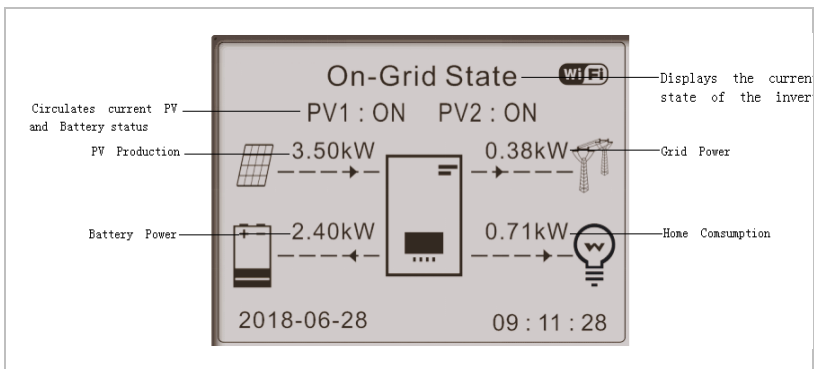 On-Grid State
WiFi
Displays the curren
state of the inver
Circulates current PV
and Battery status
PV1 : ON PV2 : ON
PV Production
3.50kW
0.38kW
Grid Power
Battery Power
2.40kW
0.71kW
Home Comsumption
2018-06-28
09 : 11 : 28